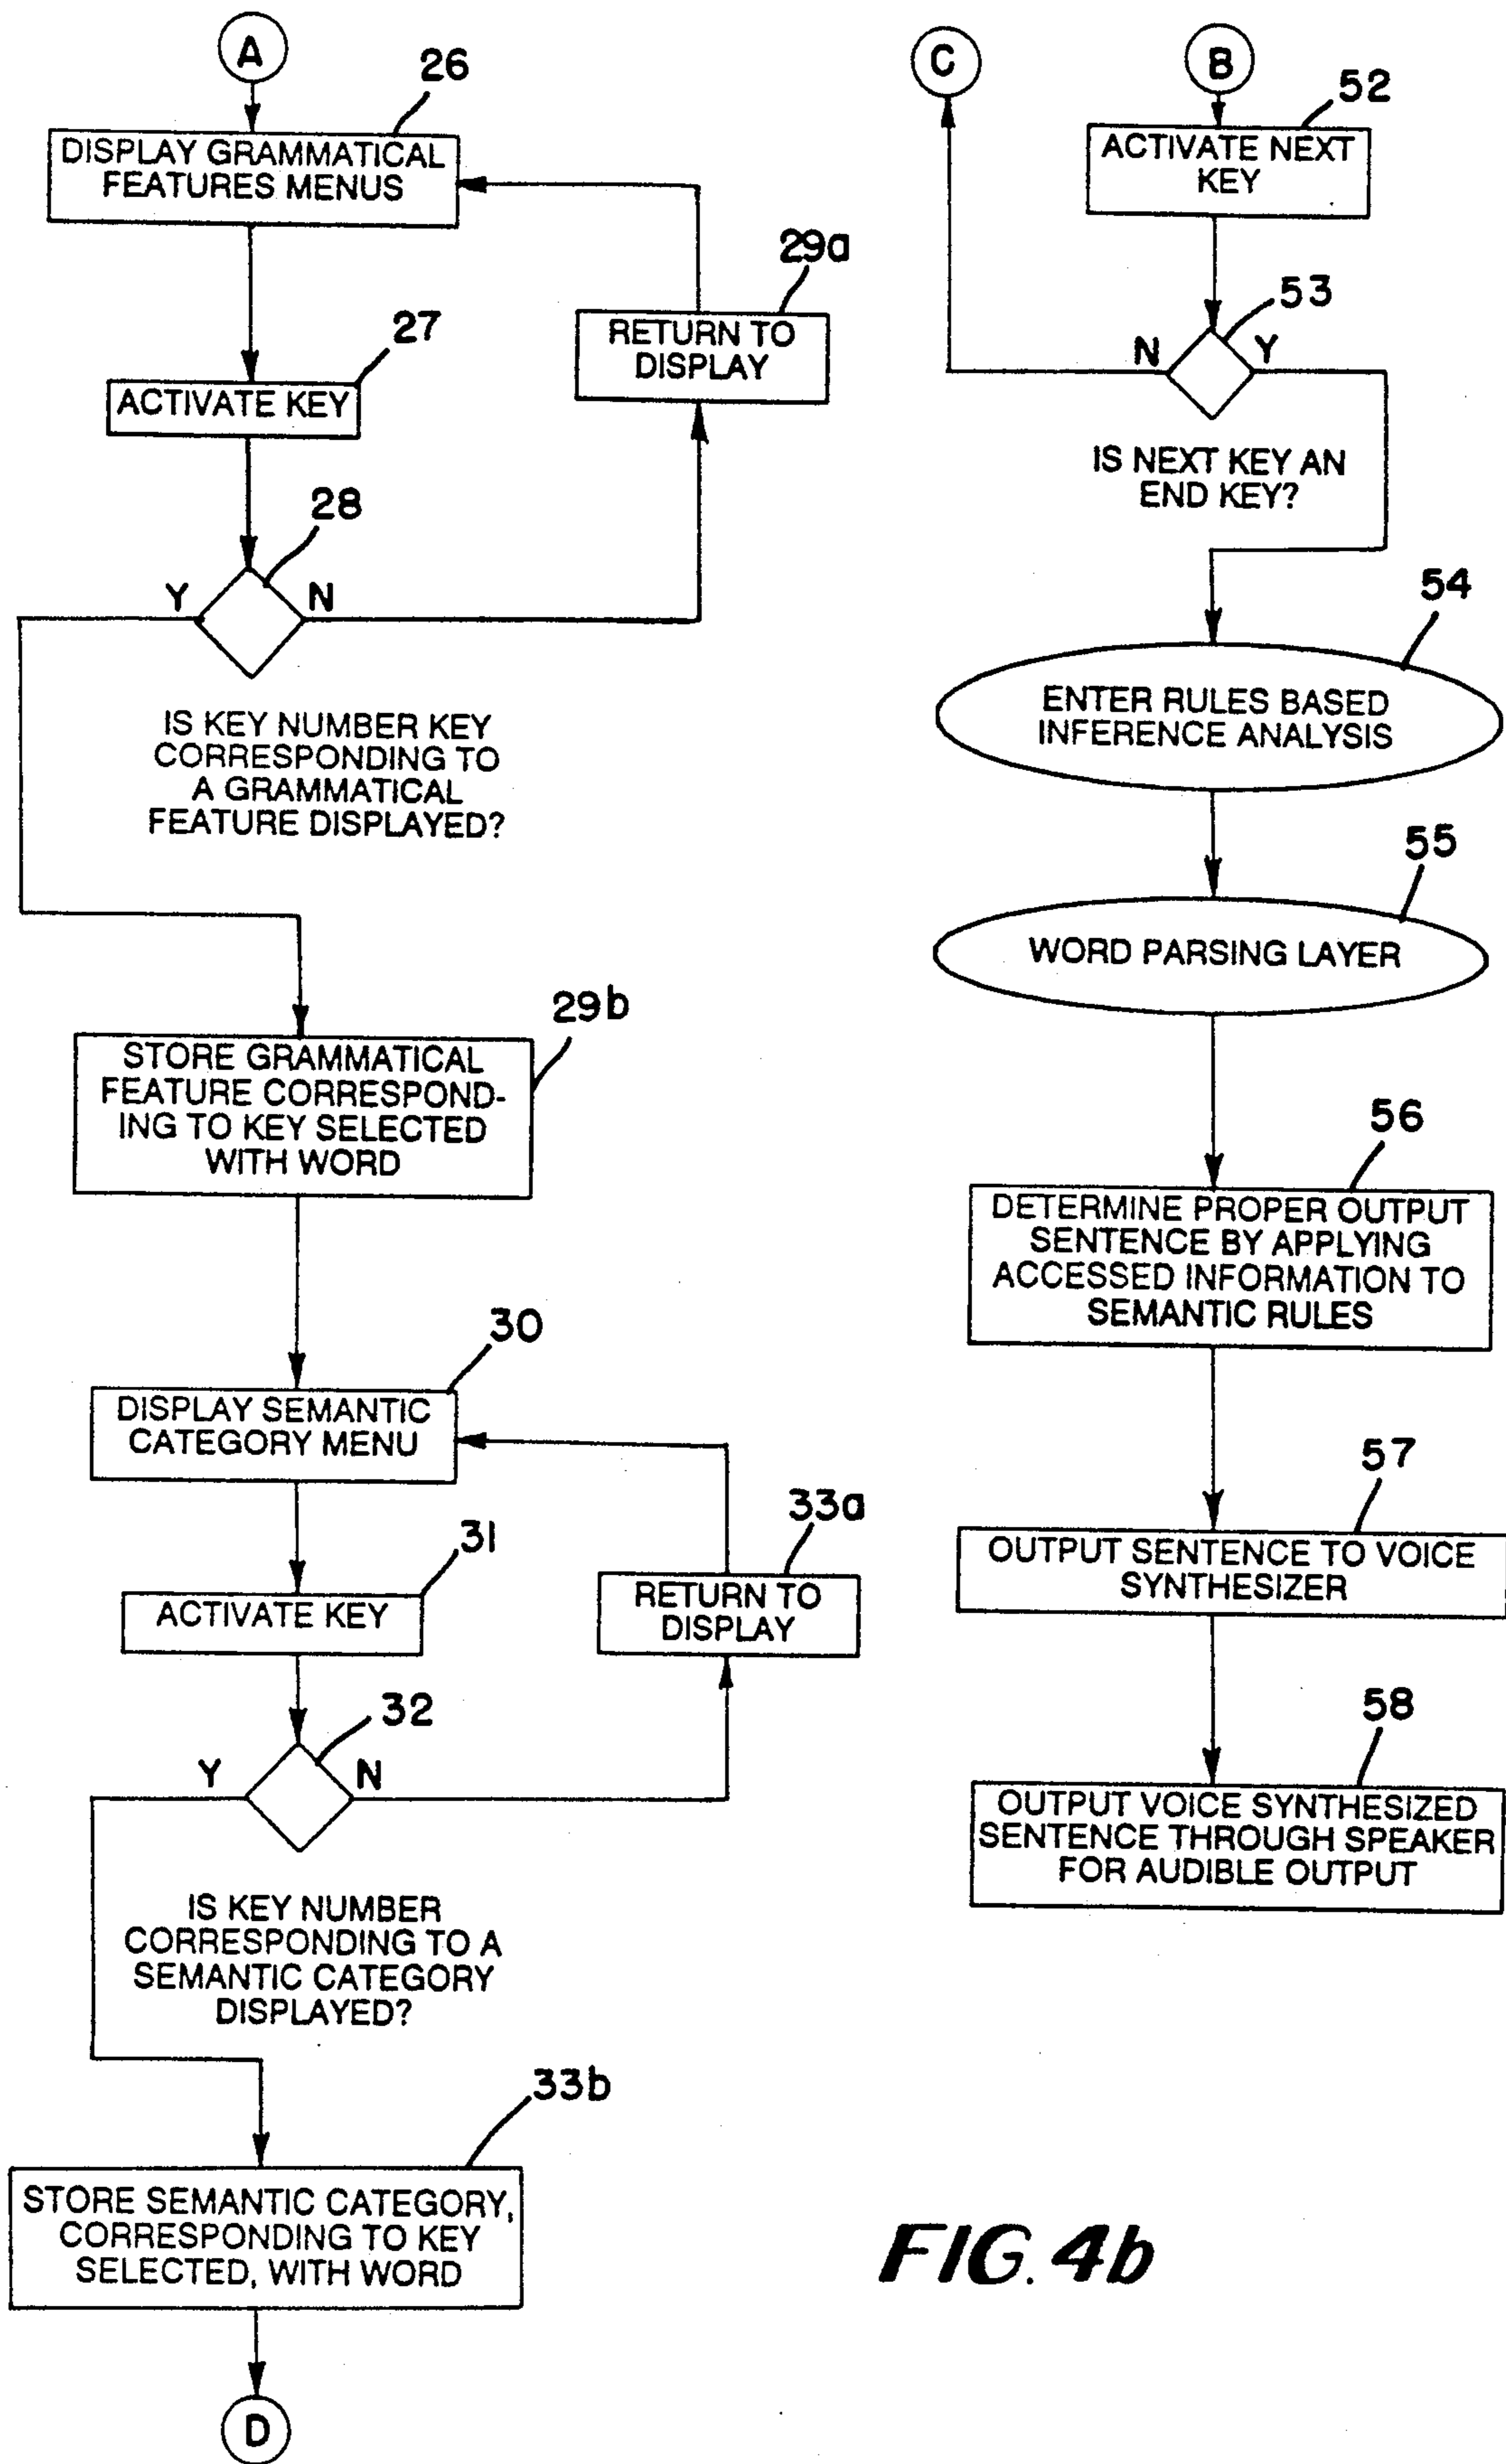 A
26
DISPLAY GRAMMATICAL
FEATURES MENUS
29a
RETURN TO
DISPLAY
27
ACTIVATE KEY
28
Y
N
IS KEY NUMBER KEY
CORRESPONDING TO
A GRAMMATICAL
FEATURE DISPLAYED?
29b
STORE GRAMMATICAL
FEATURE CORRESPOND-
ING TO KEY SELECTED
WITH WORD
30
DISPLAY SEMANTIC
CATEGORY MENU
31
ACTIVATE KEY
33a
RETURN TO
DISPLAY
32
Y
N
IS KEY NUMBER
CORRESPONDING TO A
SEMANTIC CATEGORY
DISPLAYED?
33b
STORE SEMANTIC CATEGORY,
CORRESPONDING TO KEY
SELECTED, WITH WORD
D
C
B
52
ACTIVATE NEXT
KEY
53
N
Y
IS NEXT KEY AN
END KEY?
54
ENTER RULES BASED
INFERENCE ANALYSIS
55
WORD PARSING LAYER
56
DETERMINE PROPER OUTPUT
SENTENCE BY APPLYING
ACCESSED INFORMATION TO
SEMANTIC RULES
57
OUTPUT SENTENCE TO VOICE
SYNTHESIZER
58
OUTPUT VOICE SYNTHESIZED
SENTENCE THROUGH SPEAKER
FOR AUDIBLE OUTPUT
FIG. 4b